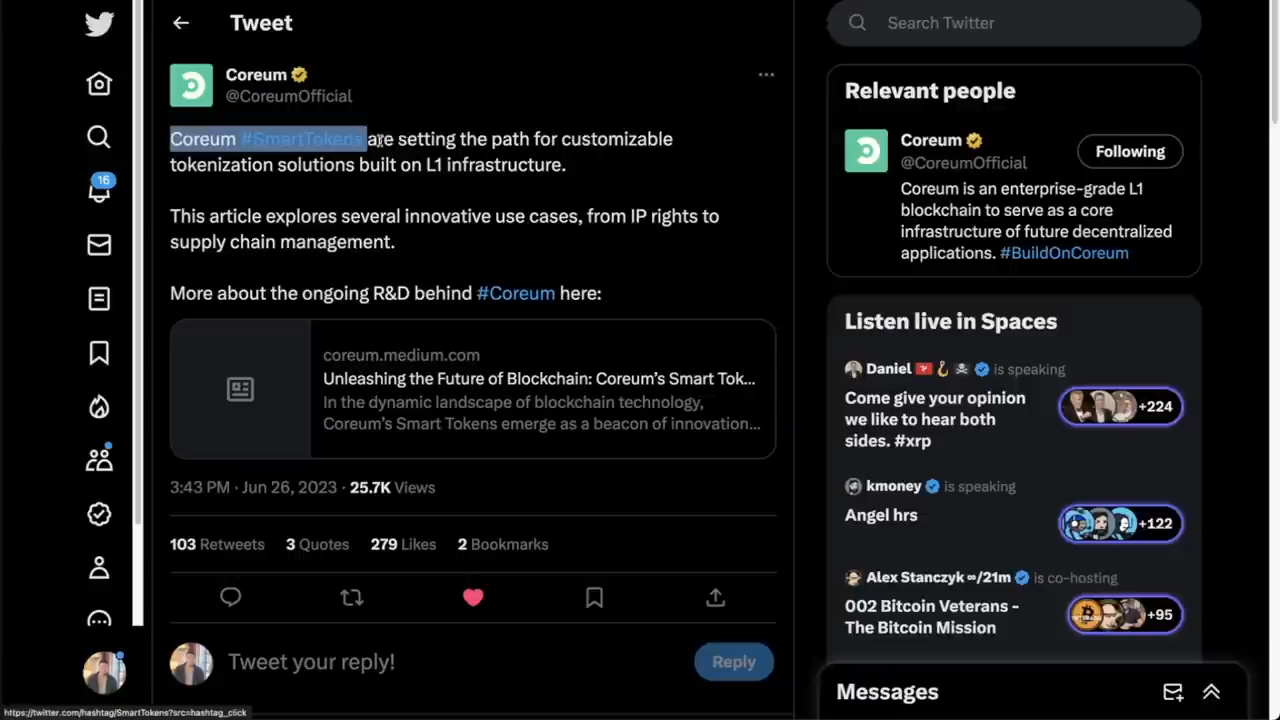 Tweet
Coreum
@CoreumOfficial
Coreum #SmartTokens are setting the path for customizable
tokenization solutions built on L1 infrastructure.
This article explores several innovative use cases, from IP rights to
supply chain management.
More about the ongoing R&D behind #Coreum here:
coreum.medium.com
Unleashing the Future of Blockchain: Coreum’s Smart Tok...
In the dynamic landscape of blockchain technology,
Coreum’s Smart Tokens emerge as a beacon of innovation...
3:43 PM · Jun 26, 2023 · 25.7K Views
103 Retweets 3 Quotes 279 Likes 2 Bookmarks
Tweet your reply!
Reply
16
Search Twitter
Relevant people
Coreum
@CoreumOfficial
Following
Coreum is an enterprise-grade L1
blockchain to serve as a core
infrastructure of future decentralized
applications. #BuildOnCoreum
Listen live in Spaces
Daniel is speaking
Come give your opinion
we like to hear both
sides. #xrp
+224
kmoney is speaking
Angel hrs
+122
Alex Stanczyk ∞/21m is co-hosting
002 Bitcoin Veterans -
The Bitcoin Mission
+95
Messages
https://twitter.com/hashtag/SmartTokens?src=hashtag_click